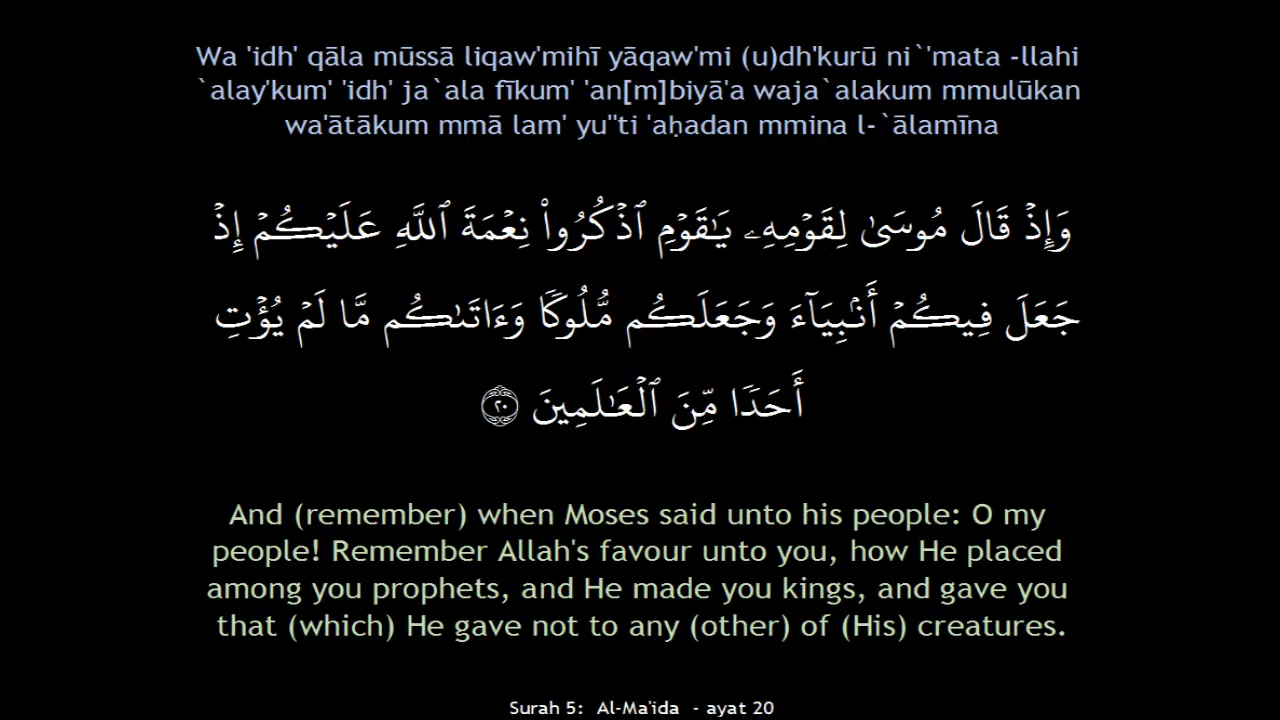 Wa 'idh' qāla mūssā liqaw'mihī yāqaw'mi (u)dh'kurū ni`'mata -llahi
`alay'kum' 'idh' ja`ala fīkum' 'an[m]biyā'a waja`alakum mmulūkan
wa'ātākum mmā lam' yu"ti 'aḥadan mmina l-`ālamīna
وَإِذۡ قَالَ مُوسَىٰ لِقَوۡمِهِۦ يَـٰقَوۡمِ ٱذۡكُرُواْ نِعۡمَةَ ٱللَّهِ عَلَيۡكُمۡ إِذۡ
جَعَلَ فِيكُمۡ أَنۢبِيَآءَ وَجَعَلَكُم مُّلُوكًا وَءَاتَٮٰكُم مَّا لَمۡ يُؤۡتِ
أَحَدًا مِّنَ ٱلۡعَـٰلَمِينَ ٢٠
And (remember) when Moses said unto his people: O my
people! Remember Allah's favour unto you, how He placed
among you prophets, and He made you kings, and gave you
that (which) He gave not to any (other) of (His) creatures.
Surah 5: Al-Ma'ida - ayat 20